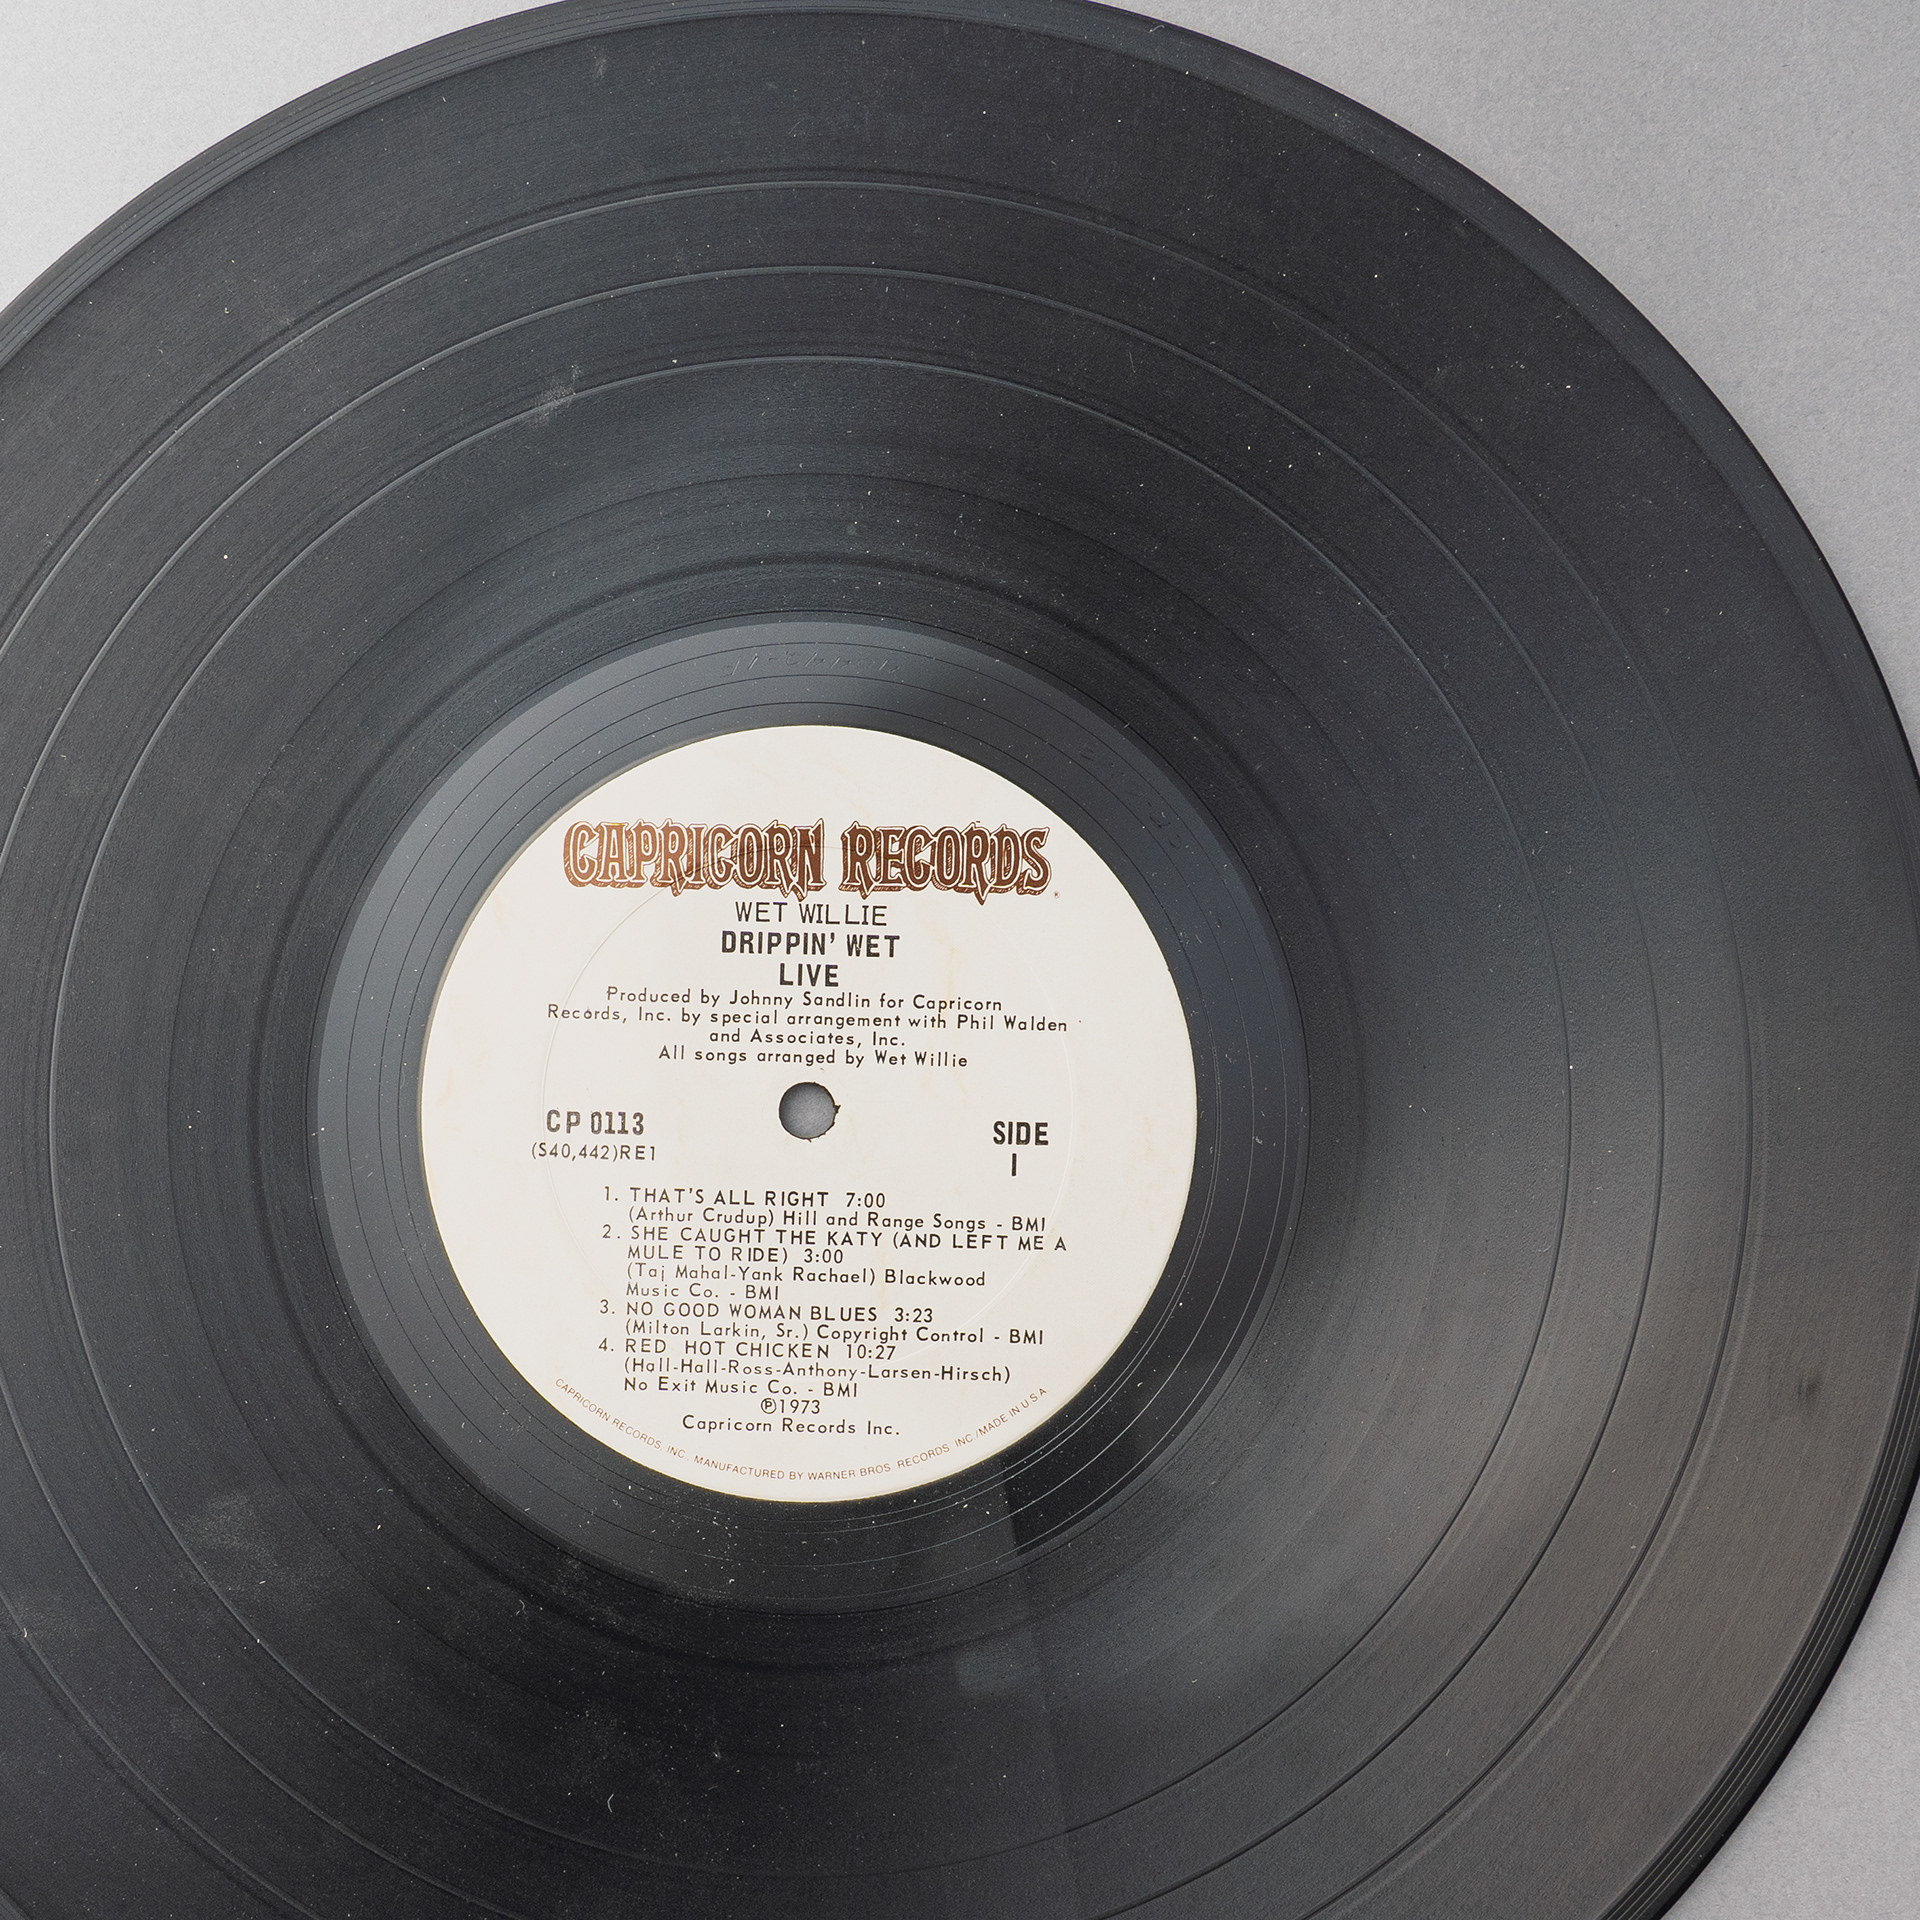 CAPRICORN RECORDS
WET WILLIE
DRIPPIN' WET
LIVE
Produced by Johnny Sandlin for Capricorn
Records, Inc. by special arrangement with Phil Walden
and Associates, Inc.
All songs arranged by Wet Willie
CP 0113
(S40,442)RE1
SIDE
1
1. THAT'S ALL RIGHT 7:00
(Arthur Crudup) Hill and Range Songs - BMI
2. SHE CAUGHT THE KATY (AND LEFT ME A
MULE TO RIDE) 3:00
(Taj Mahal-Yank Rachael) Blackwood
Music Co. - BMI
3. NO GOOD WOMAN BLUES 3:23
(Milton Larkin, Sr.) Copyright Control - BMI
4. RED HOT CHICKEN 10:27
(Hall-Hall-Ross-Anthony-Larsen-Hirsch)
No Exit Music Co. - BMI
℗1973
Capricorn Records Inc.
CAPRICORN RECORDS, INC., MANUFACTURED BY WARNER BROS. RECORDS INC./MADE IN U.S.A